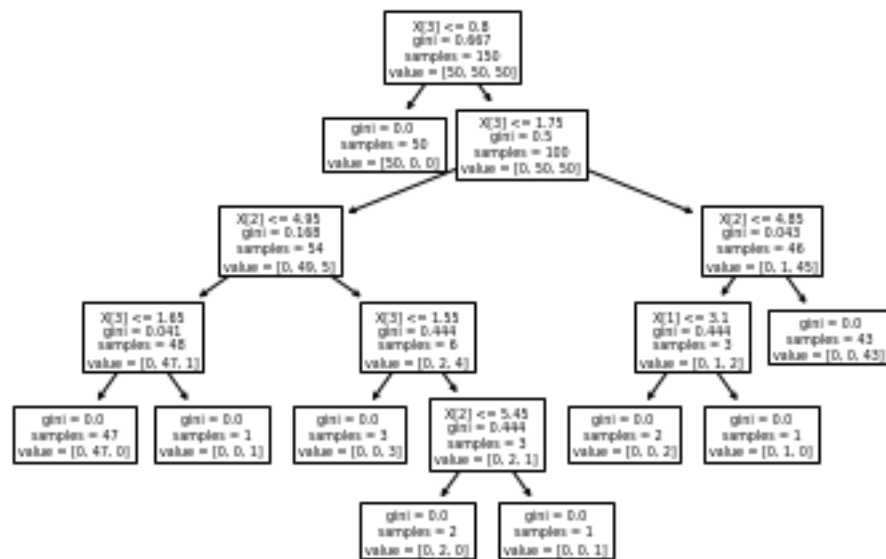 X[3] <= 0.8
gini = 0.667
samples = 150
value = [50, 50, 50]
gini = 0.0
samples = 50
value = [50, 0, 0]
X[3] <= 1.75
gini = 0.5
samples = 100
value = [0, 50, 50]
X[2] <= 4.95
gini = 0.168
samples = 54
value = [0, 49, 5]
X[2] <= 4.85
gini = 0.043
samples = 46
value = [0, 1, 45]
X[3] <= 1.65
gini = 0.041
samples = 48
value = [0, 47, 1]
X[3] <= 1.55
gini = 0.444
samples = 6
value = [0, 2, 4]
X[1] <= 3.1
gini = 0.444
samples = 3
value = [0, 1, 2]
gini = 0.0
samples = 43
value = [0, 0, 43]
gini = 0.0
samples = 47
value = [0, 47, 0]
gini = 0.0
samples = 1
value = [0, 0, 1]
gini = 0.0
samples = 3
value = [0, 0, 3]
X[2] <= 5.45
gini = 0.444
samples = 3
value = [0, 2, 1]
gini = 0.0
samples = 2
value = [0, 0, 2]
gini = 0.0
samples = 1
value = [0, 1, 0]
gini = 0.0
samples = 2
value = [0, 2, 0]
gini = 0.0
samples = 1
value = [0, 0, 1]